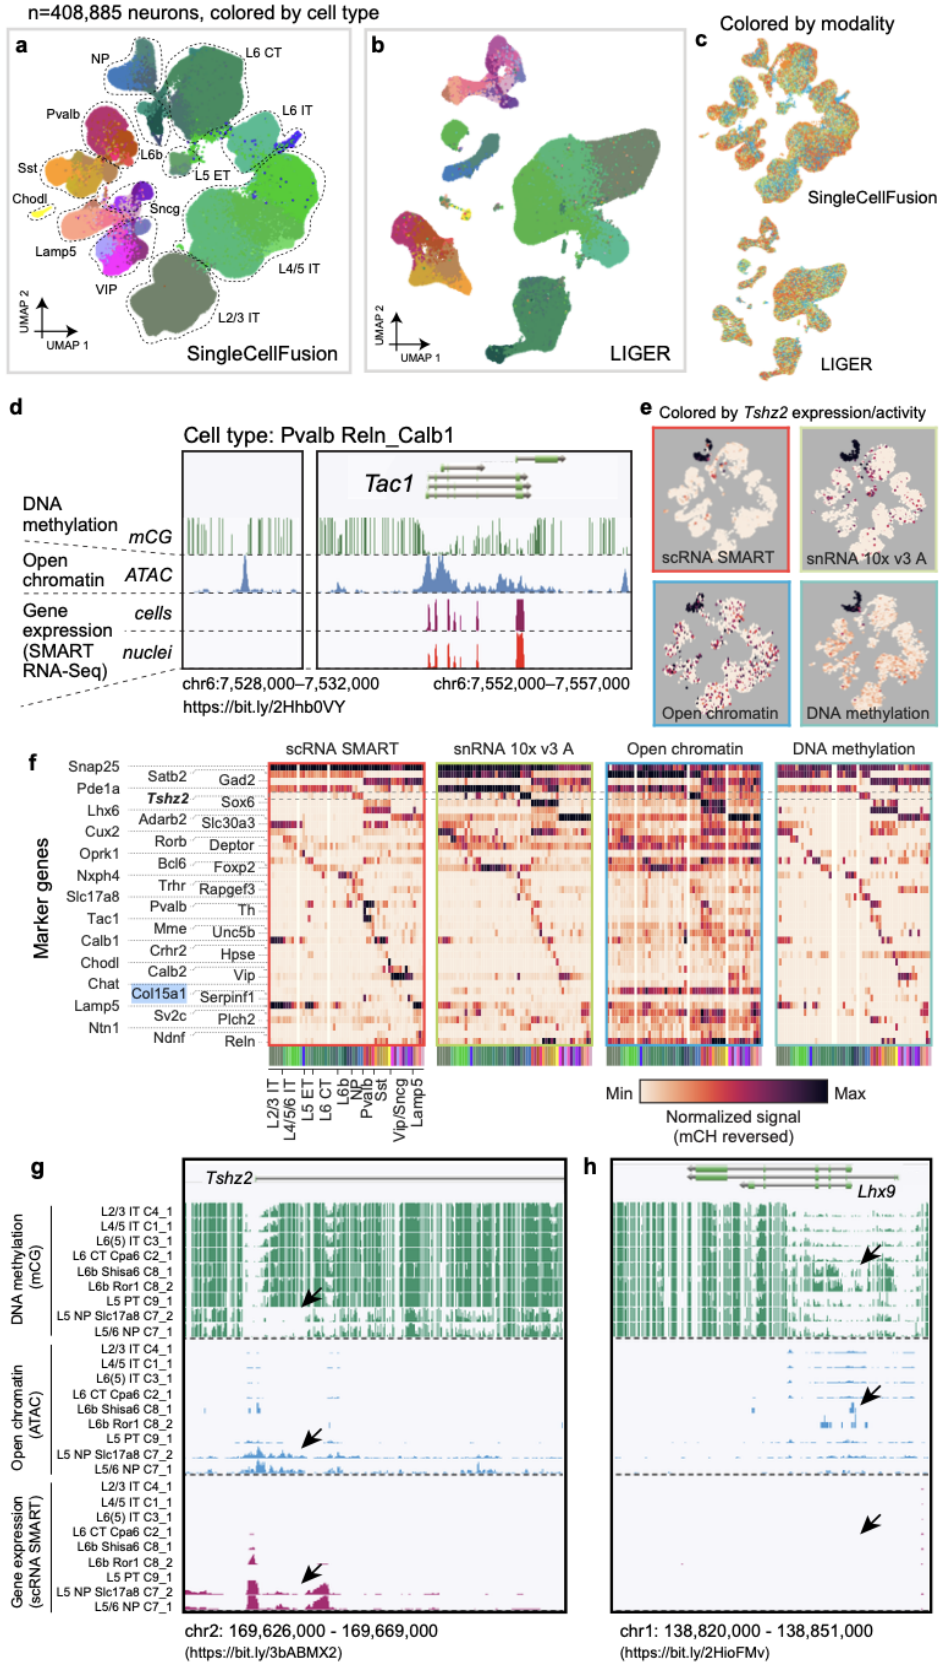 n=408,885 neurons, colored by cell type
Colored by modality
a
NP
L6 CT
Pvalb
L6 IT
L6b
Sst
L5 ET
Chodl
Sncg
Lamp5
L4/5 IT
VIP
L2/3 IT
UMAP 2
UMAP 1
SingleCellFusion
b
UMAP 2
UMAP 1
LIGER
c
SingleCellFusion
LIGER
d
Cell type: Pvalb Reln_Calb1
Tac1
DNA
methylation
mCG
Open
chromatin
ATAC
Gene
expression
(SMART
RNA-Seq)
cells
nuclei
chr6:7,528,000–7,532,000
chr6:7,552,000–7,557,000
https://bit.ly/2Hhb0VY
e
Colored by Tshz2 expression/activity
scRNA SMART
snRNA 10x v3 A
Open chromatin
DNA methylation
f
scRNA SMART
snRNA 10x v3 A
Open chromatin
DNA methylation
Marker genes
Snap25
Satb2
Gad2
Pde1a
Tshz2
Sox6
Lhx6
Adarb2
Slc30a3
Cux2
Rorb
Deptor
Oprk1
Bcl6
Foxp2
Nxph4
Trhr
Rapgef3
Slc17a8
Pvalb
Th
Tac1
Mme
Unc5b
Calb1
Crhr2
Hpse
Chodl
Calb2
Vip
Chat
Col15a1
Serpinf1
Lamp5
Sv2c
Plch2
Ntn1
Ndnf
Reln
L2/3 IT
L4/5/6 IT
L5 ET
L6 CT
L6b
NP
Pvalb
Sst
Vip/Sncg
Lamp5
Min
Max
Normalized signal
(mCH reversed)
g
Tshz2
DNA methylation
(mCG)
L2/3 IT C4_1
L4/5 IT C1_1
L6(5) IT C3_1
L6 CT Cpa6 C2_1
L6b Shisa6 C8_1
L6b Ror1 C8_2
L5 PT C9_1
L5 NP Slc17a8 C7_2
L5/6 NP C7_1
Open chromatin
(ATAC)
L2/3 IT C4_1
L4/5 IT C1_1
L6(5) IT C3_1
L6 CT Cpa6 C2_1
L6b Shisa6 C8_1
L6b Ror1 C8_2
L5 PT C9_1
L5 NP Slc17a8 C7_2
L5/6 NP C7_1
Gene expression
(scRNA SMART)
L2/3 IT C4_1
L4/5 IT C1_1
L6(5) IT C3_1
L6 CT Cpa6 C2_1
L6b Shisa6 C8_1
L6b Ror1 C8_2
L5 PT C9_1
L5 NP Slc17a8 C7_2
L5/6 NP C7_1
chr2: 169,626,000 - 169,669,000
(https://bit.ly/3bABMX2)
h
Lhx9
chr1: 138,820,000 - 138,851,000
(https://bit.ly/2HioFMv)